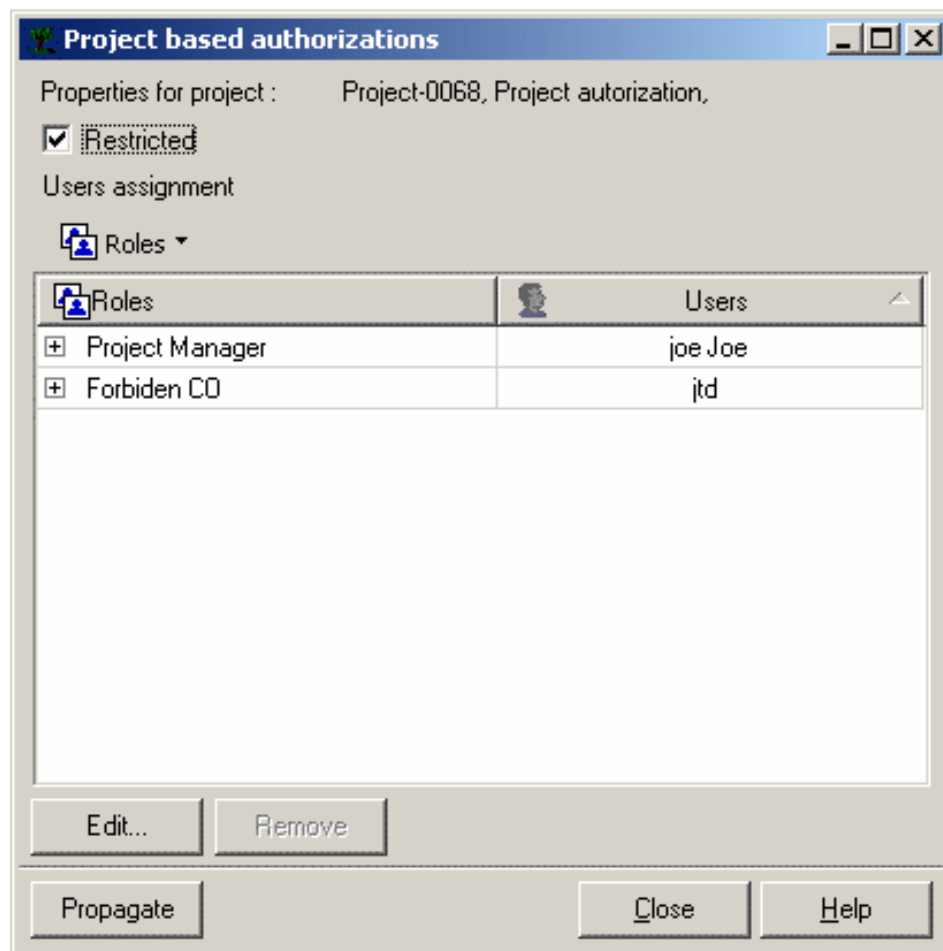 Project based authorizations
Properties for project : Project-0068, Project autorization,
Restricted
Users assignment
Roles
Roles Users
Project Manager joe Joe
Forbiden CO jtd
Edit... Remove
Propagate Close Help